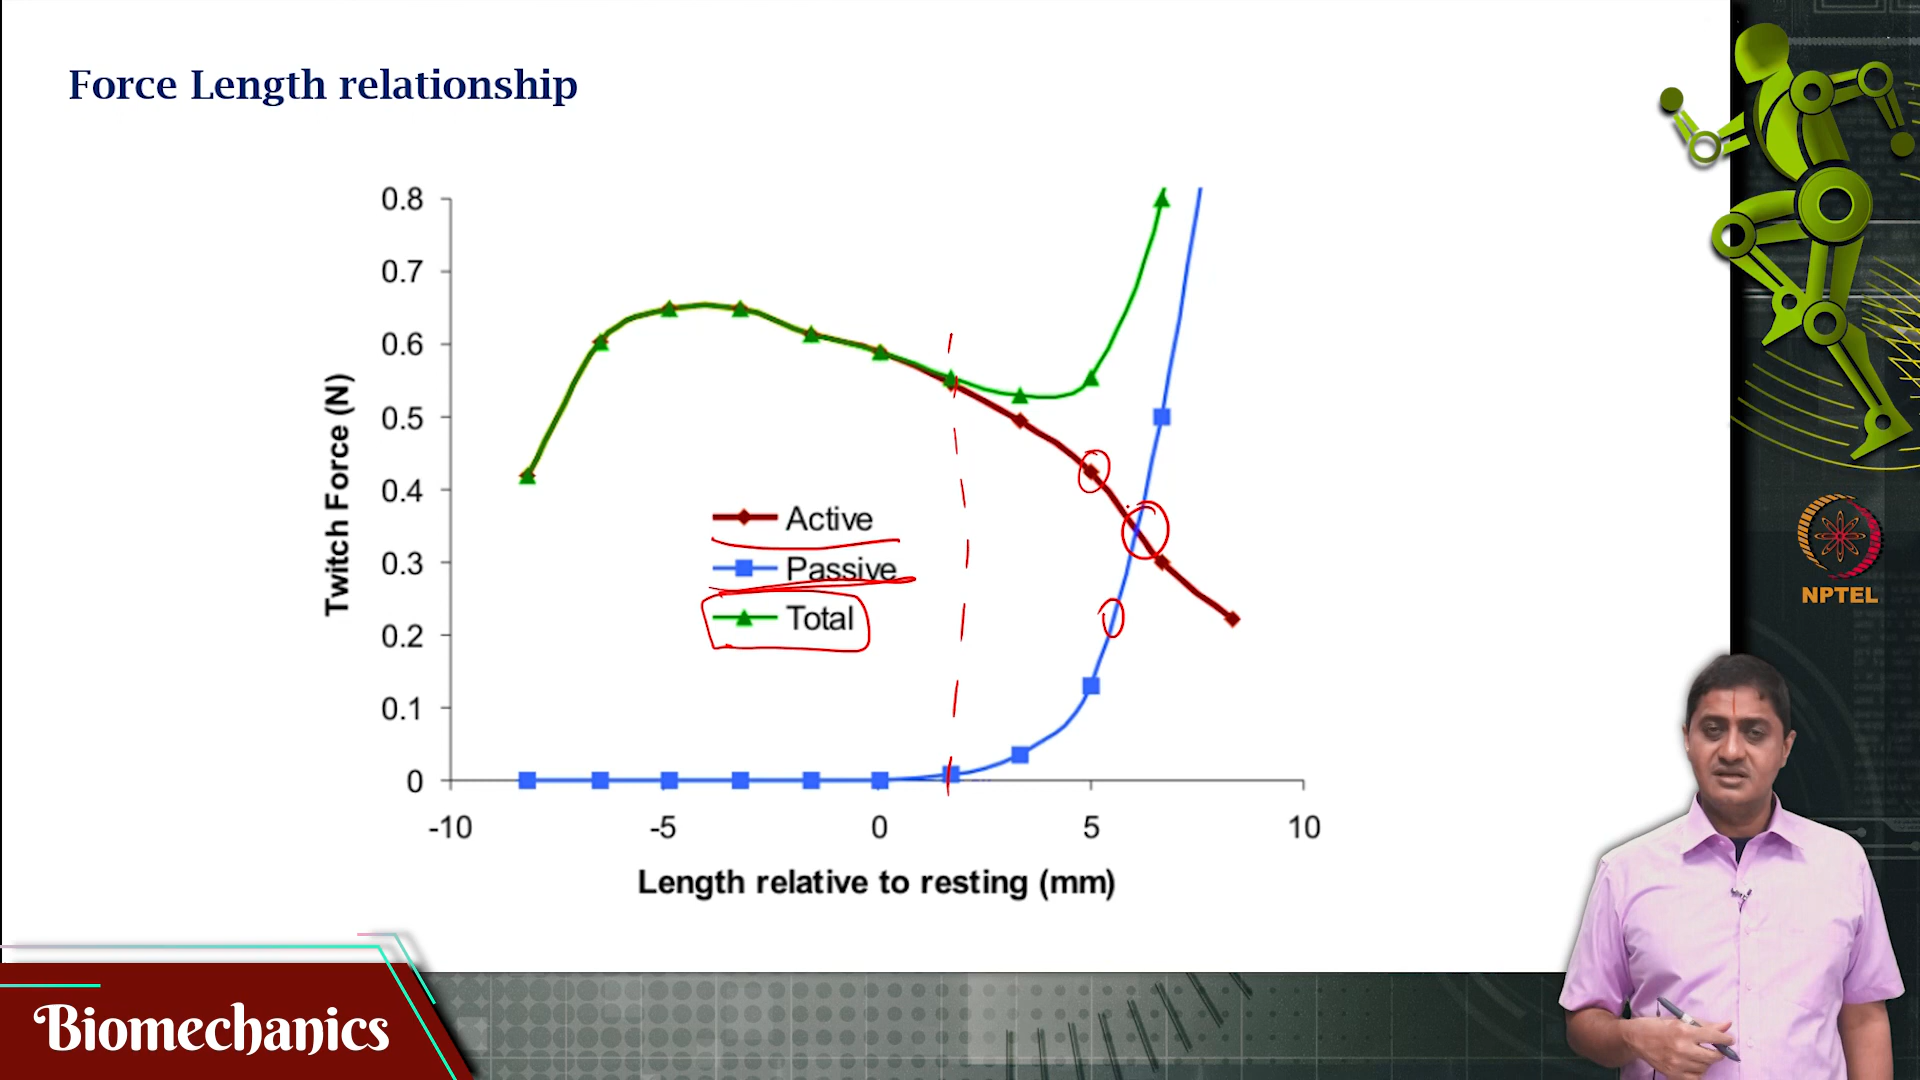 Force Length relationship
0.8
0.7
0.6
0.5
0.4
0.3
0.2
0.1
0
Twitch Force (N)
Active
Passive
Total
-10
-5
0
5
10
Length relative to resting (mm)
NPTEL
Biomechanics